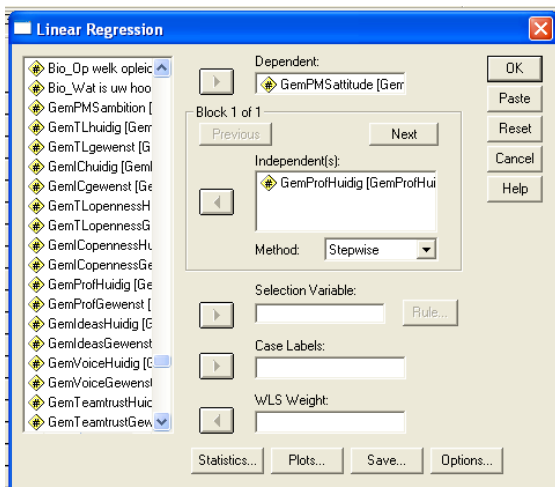 Linear Regression
Bio_Op welk opleic
Bio_Wat is uw hoo
GemPMSambition [
GemTLhuidig [Gem
GemTLgewenst [G
GemIChuidig [GemI
GemICgewenst [Ge
GemTLopennessH
GemTLopennessG
GemICopennessHu
GemICopennessGe
GemProfHuidig [Ge
GemProfGewenst [
GemIdeasHuidig [G
GemIdeasGewenst
GemVoiceHuidig [G
GemVoiceGewenst
GemTeamtrustHuid
GemTeamtrustGew
Dependent:
GemPMSattitude [Gem
Block 1 of 1
Previous
Next
Independent(s):
GemProfHuidig [GemProfHui
Method:
Stepwise
Selection Variable:
Rule...
Case Labels:
WLS Weight:
Statistics...
Plots...
Save...
Options...
OK
Paste
Reset
Cancel
Help